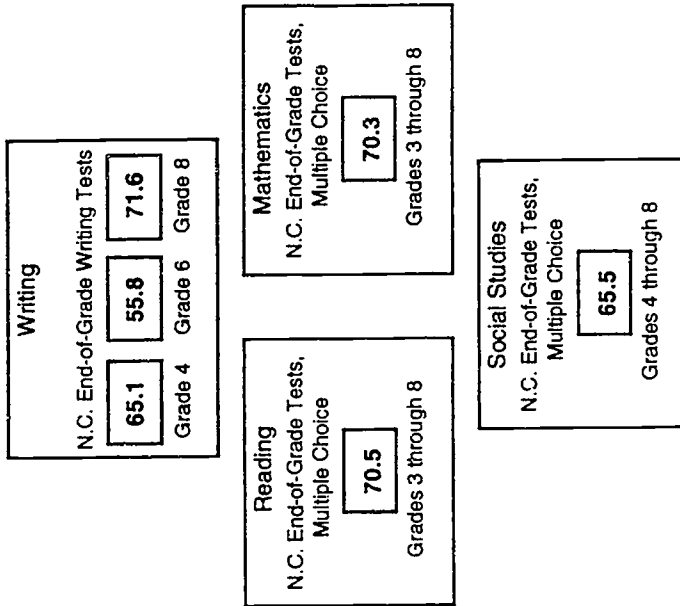 Writing
N.C. End-of-Grade Writing Tests
65.1 55.8 71.6
Grade 4 Grade 6 Grade 8
Reading
N.C. End-of-Grade Tests,
Multiple Choice
70.5
Grades 3 through 8
Mathematics
N.C. End-of-Grade Tests,
Multiple Choice
70.3
Grades 3 through 8
Social Studies
N.C. End-of-Grade Tests,
Multiple Choice
65.5
Grades 4 through 8